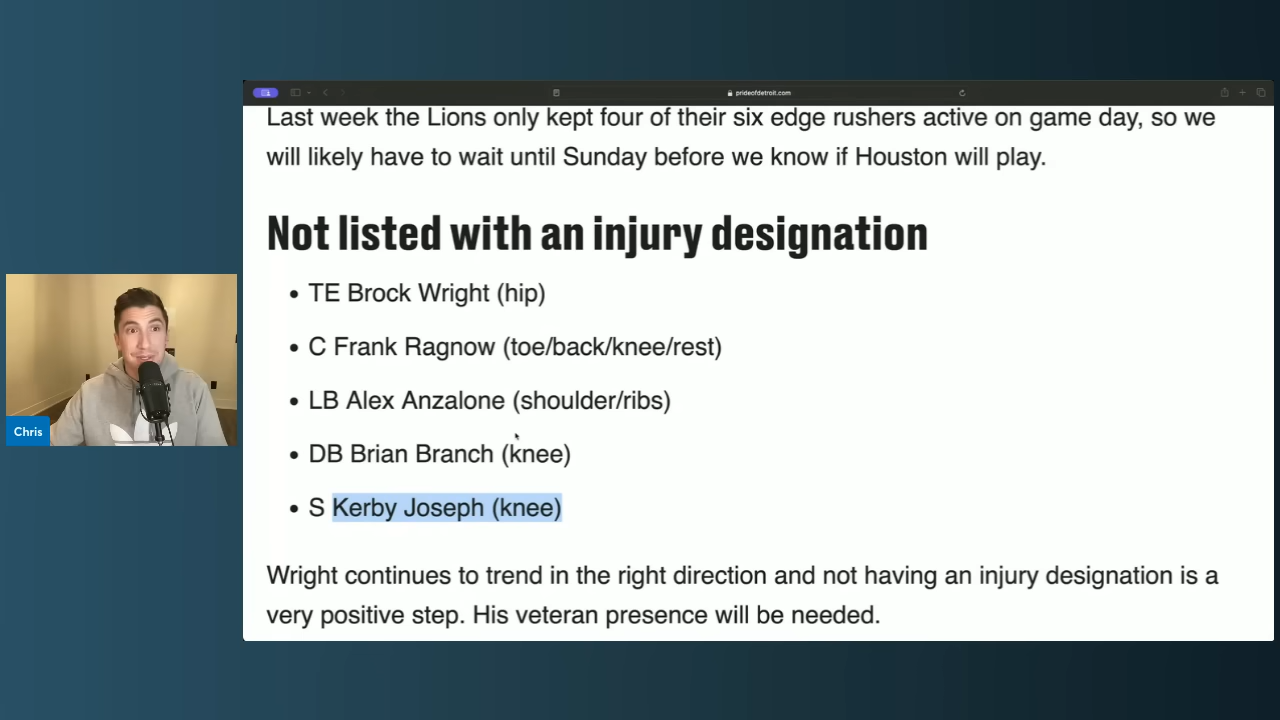 prideofdetroit.com
Last week the Lions only kept four of their six edge rushers active on game day, so we
will likely have to wait until Sunday before we know if Houston will play.
Not listed with an injury designation
• TE Brock Wright (hip)
• C Frank Ragnow (toe/back/knee/rest)
• LB Alex Anzalone (shoulder/ribs)
• DB Brian Branch (knee)
• S Kerby Joseph (knee)
Wright continues to trend in the right direction and not having an injury designation is a
very positive step. His veteran presence will be needed.
Chris